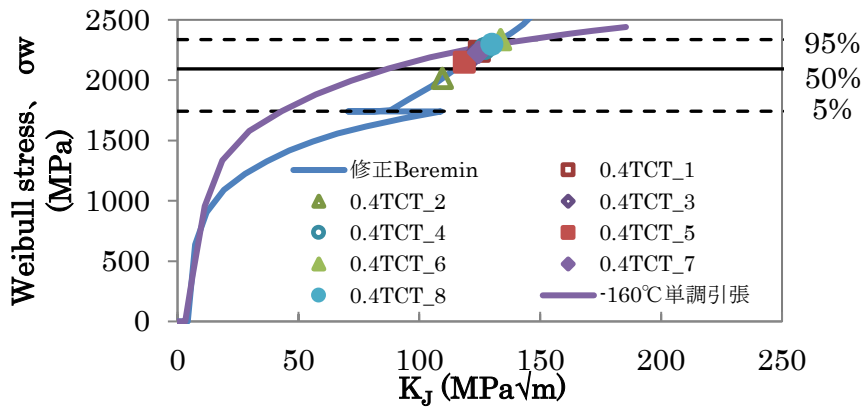 Weibull stress、 σw
(MPa)
2500
2000
1500
1000
500
0
95%
50%
5%
修正Beremin
0.4TCT_1
0.4TCT_2
0.4TCT_3
0.4TCT_4
0.4TCT_5
0.4TCT_6
0.4TCT_7
0.4TCT_8
-160℃単調引張
0 50 100 150 200 250
KJ (MPa√m)